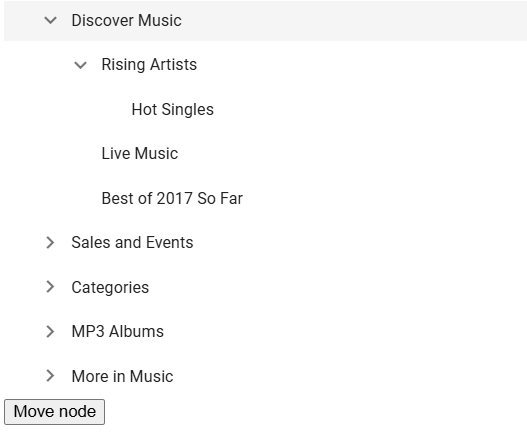 Discover Music
Rising Artists
Hot Singles
Live Music
Best of 2017 So Far
Sales and Events
Categories
MP3 Albums
More in Music
Move node